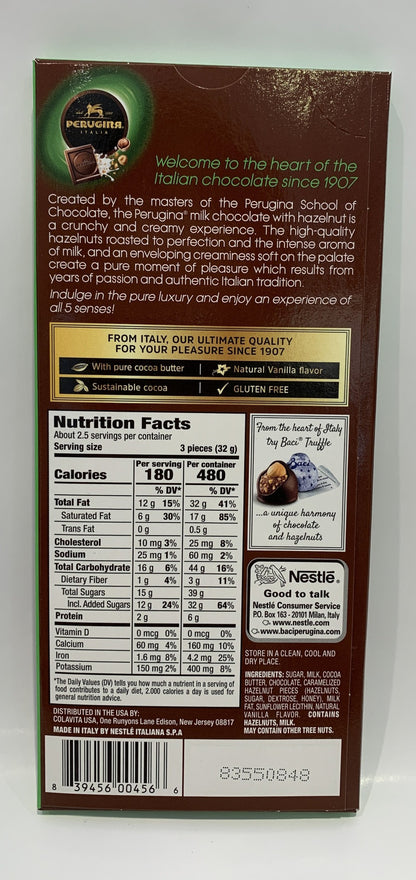 PERUGINA
ITALIA
Welcome to the heart of the
Italian chocolate since 1907
Created by the masters of the Perugina School of
Chocolate, the Perugina® milk chocolate with hazelnut is
a crunchy and creamy experience. The high-quality
hazelnuts roasted to perfection and the intense aroma
of milk, and an enveloping creaminess soft on the palate
create a pure moment of pleasure which results from
years of passion and authentic Italian tradition.
Indulge in the pure luxury and enjoy an experience of
all 5 senses!
FROM ITALY, OUR ULTIMATE QUALITY
FOR YOUR PLEASURE SINCE 1907
With pure cocoa butter | Natural Vanilla flavor
Sustainable cocoa | ✓ GLUTEN FREE
Nutrition Facts
About 2.5 servings per container
Serving size 3 pieces (32 g)
Calories Per serving 180 Per container 480
% DV* % DV*
Total Fat 12 g 15% 32 g 41%
Saturated Fat 6 g 30% 17 g 85%
Trans Fat 0 g 0.5 g
Cholesterol 10 mg 3% 25 mg 8%
Sodium 25 mg 1% 60 mg 2%
Total Carbohydrate 16 g 6% 44 g 16%
Dietary Fiber 1 g 4% 3 g 11%
Total Sugars 15 g 39 g
Incl. Added Sugars 12 g 24% 32 g 64%
Protein 2 g 6 g
Vitamin D 0 mcg 0% 0 mcg 0%
Calcium 60 mg 4% 160 mg 10%
Iron 1.6 mg 8% 4.2 mg 25%
Potassium 150 mg 2% 400 mg 8%
*The Daily Values (DV) tells you how much a nutrient in a serving of
food contributes to a daily diet, 2.000 calories a day is used for
general nutrition advice.
From the heart of Italy
try Baci® Truffle
Baci
...a unique harmony
of chocolate
and hazelnuts
Nestlé®
Good to talk
Nestlé Consumer Service
P.O. Box 163 - 20101 Milan, Italy
www.nestle.com
www.baciperugina.com
STORE IN A CLEAN, COOL AND
DRY PLACE.
INGREDIENTS: SUGAR, MILK, COCOA
BUTTER, CHOCOLATE, CARAMELIZED
HAZELNUT PIECES (HAZELNUTS,
SUGAR, DEXTROSE, HONEY), MILK
FAT, SUNFLOWER LECITHIN, NATURAL
VANILLA FLAVOR. CONTAINS
HAZELNUTS, MILK.
MAY CONTAIN OTHER TREE NUTS.
DISTRIBUTED IN THE USA BY:
COLAVITA USA, One Runyons Lane Edison, New Jersey 08817
MADE IN ITALY BY NESTLÉ ITALIANA S.P.A
8 39456 00456 6
83550848